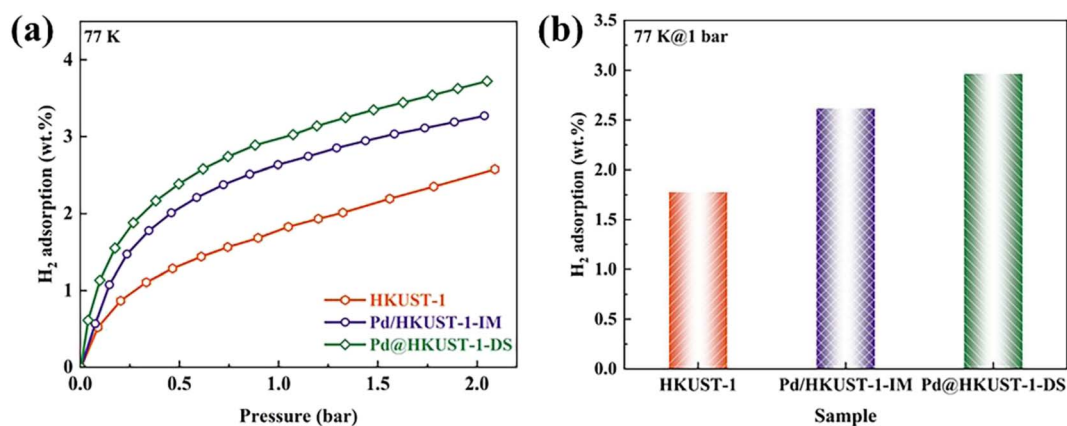 (a)
77 K
H₂ adsorption (wt.%)
4
3
2
1
0
0.0 0.5 1.0 1.5 2.0
Pressure (bar)
HKUST-1
Pd/HKUST-1-IM
Pd@HKUST-1-DS
(b)
77 K@1 bar
H₂ adsorption (wt.%)
3.5
3.0
2.5
2.0
1.5
1.0
0.5
0.0
HKUST-1 Pd/HKUST-1-IM Pd@HKUST-1-DS
Sample